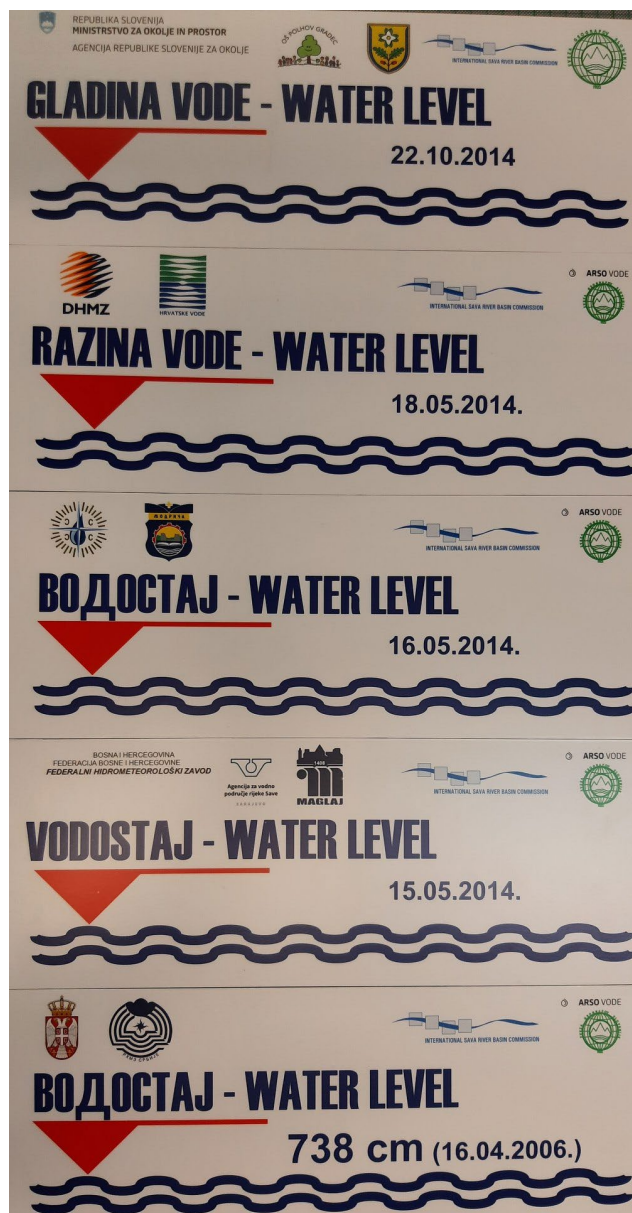 REPUBLIKA SLOVENIJA
MINISTRSTVO ZA OKOLJE IN PROSTOR
AGENCIJA REPUBLIKE SLOVENIJE ZA OKOLJE
OŠ POLHOV GRADEC
INTERNATIONAL SAVA RIVER BASIN COMMISSION
GLADINA VODE - WATER LEVEL
22.10.2014
DHMZ
HRVATSKE VODE
INTERNATIONAL SAVA RIVER BASIN COMMISSION
ARSO VODE
RAZINA VODE - WATER LEVEL
18.05.2014.
INTERNATIONAL SAVA RIVER BASIN COMMISSION
ARSO VODE
ВОДОСТАЈ - WATER LEVEL
16.05.2014.
BOSNA I HERCEGOVINA
FEDERACIJA BOSNE I HERCEGOVINE
FEDERALNI HIDROMETEOROLOŠKI ZAVOD
Agencija za vodno
područje rijeke Save
SARAJEVO
1408
MAGLAJ
INTERNATIONAL SAVA RIVER BASIN COMMISSION
ARSO VODE
VODOSTAJ - WATER LEVEL
15.05.2014.
РХМЗ СРБИЈЕ
INTERNATIONAL SAVA RIVER BASIN COMMISSION
ARSO VODE
ВОДОСТАЈ - WATER LEVEL
738 cm (16.04.2006.)